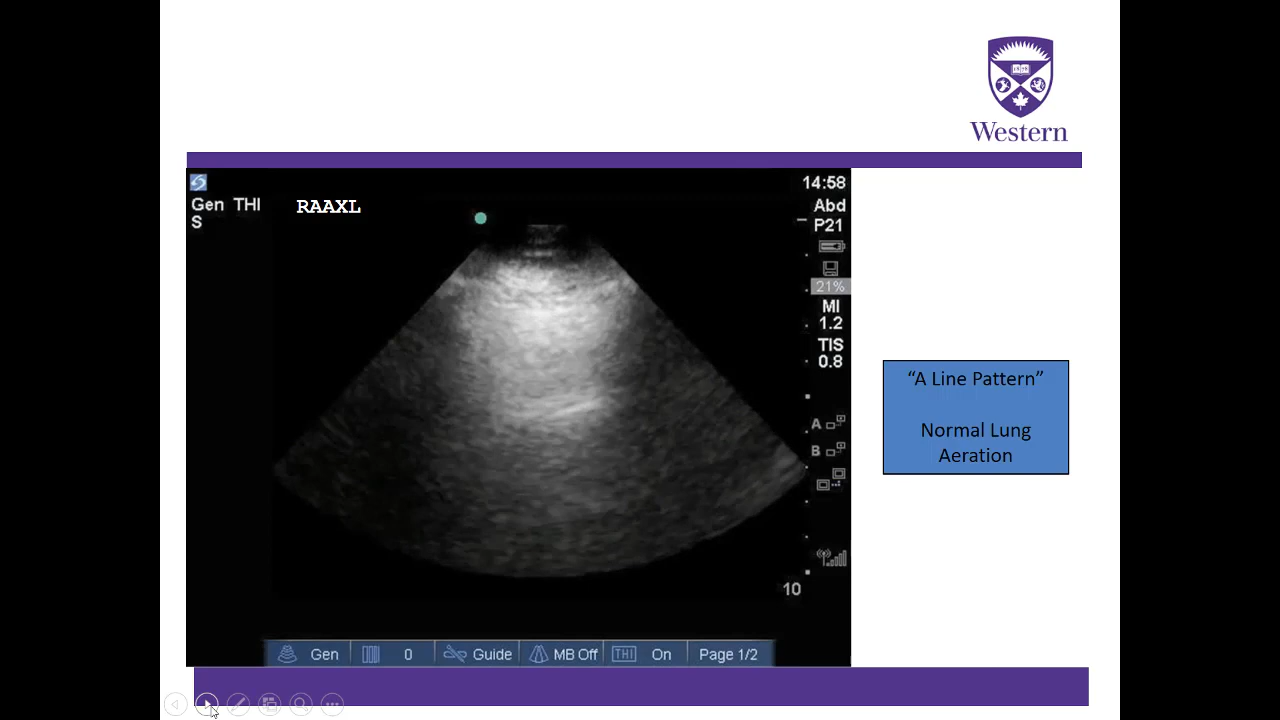 Western
14:58
Gen THI
RAAXL
Abd
S
P21
21%
MI
1.2
TIS
0.8
A
B
10
“A Line Pattern”
Normal Lung
Aeration
Gen
0
Guide
MB Off
THI
On
Page 1/2